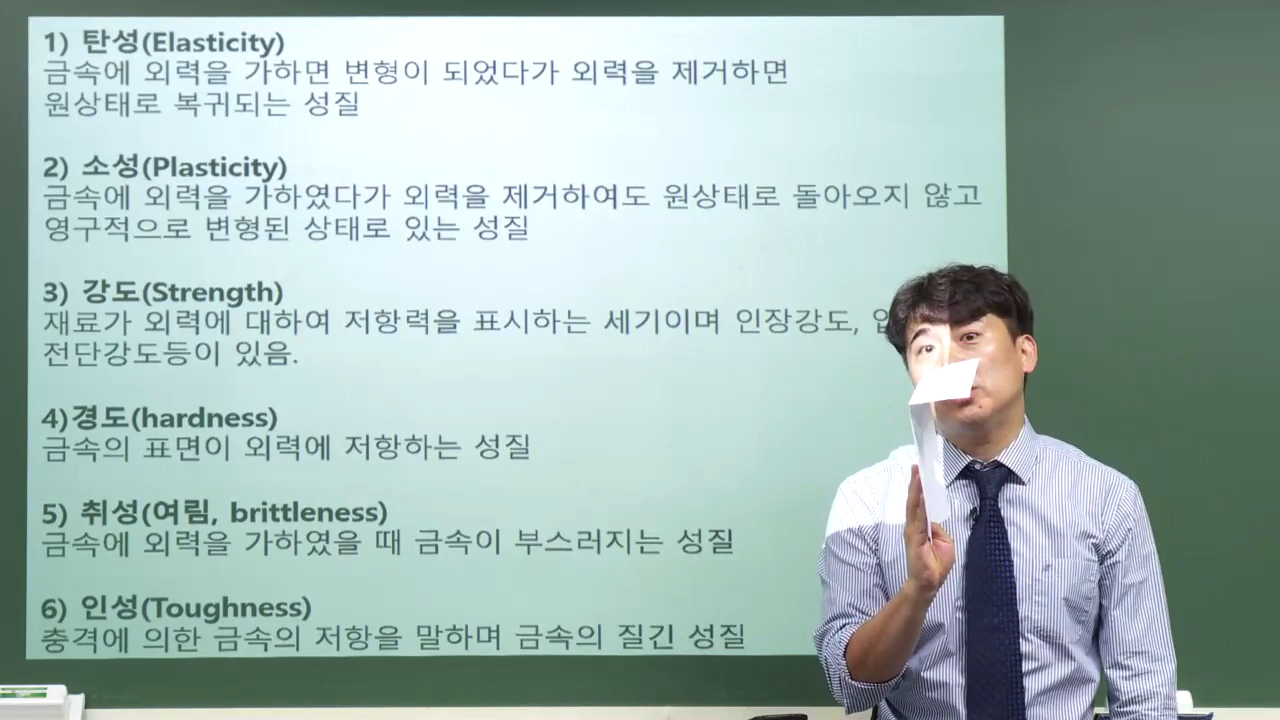 1) 탄성(Elasticity)
금속에 외력을 가하면 변형이 되었다가 외력을 제거하면
원상태로 복귀되는 성질
2) 소성(Plasticity)
금속에 외력을 가하였다가 외력을 제거하여도 원상태로 돌아오지 않고
영구적으로 변형된 상태로 있는 성질
3) 강도(Strength)
재료가 외력에 대하여 저항력을 표시하는 세기이며 인장강도,
전단강도등이 있음.
4)경도(hardness)
금속의 표면이 외력에 저항하는 성질
5) 취성(여림, brittleness)
금속에 외력을 가하였을 때 금속이 부스러지는 성질
6) 인성(Toughness)
충격에 의한 금속의 저항을 말하며 금속의 질긴 성질